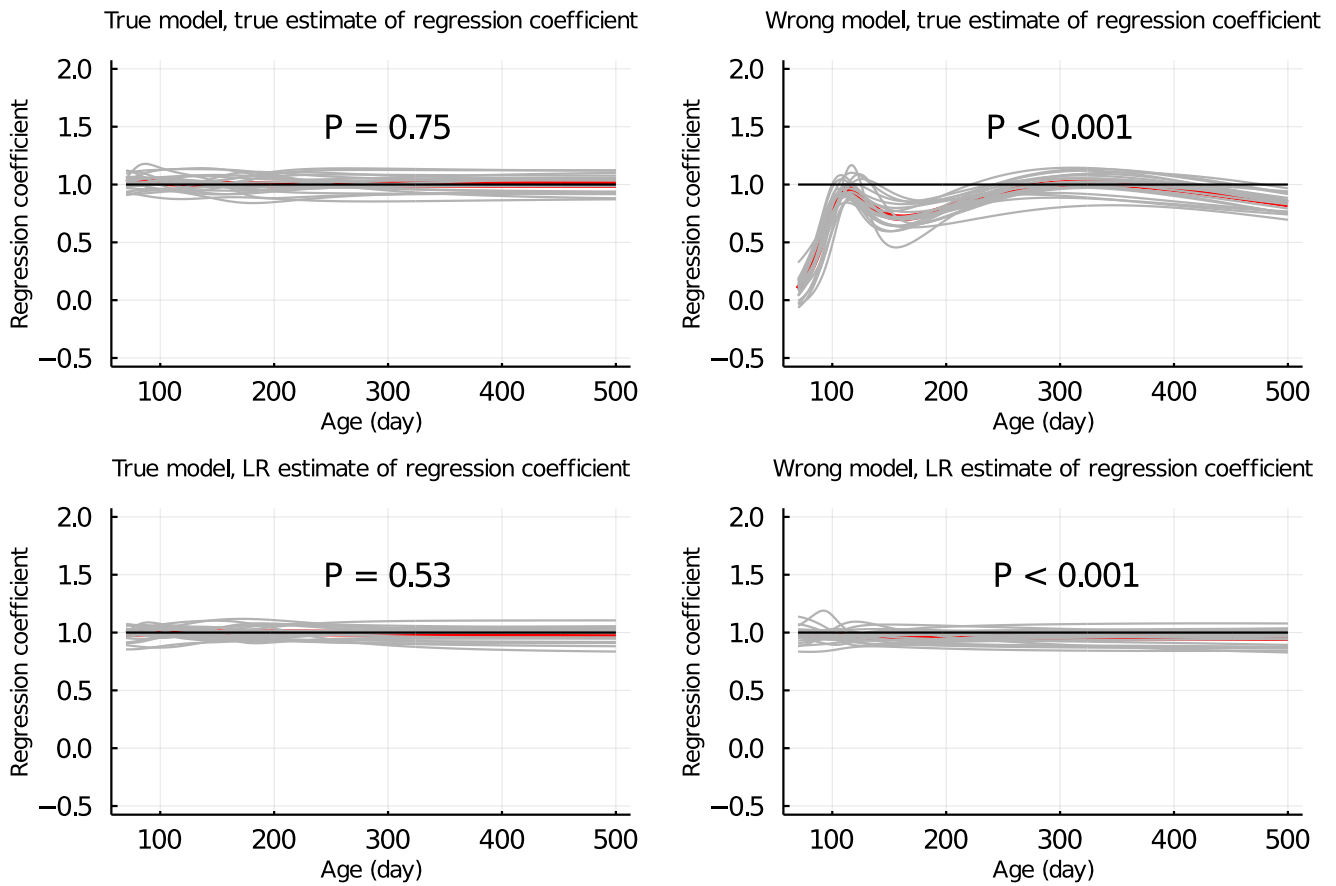 True model, true estimate of regression coefficient
2.0
1.5
1.0
0.5
0.0
−0.5
Regression coefficient
P = 0.75
100 200 300 400 500
Age (day)
Wrong model, true estimate of regression coefficient
2.0
1.5
1.0
0.5
0.0
−0.5
Regression coefficient
P < 0.001
100 200 300 400 500
Age (day)
True model, LR estimate of regression coefficient
2.0
1.5
1.0
0.5
0.0
−0.5
Regression coefficient
P = 0.53
100 200 300 400 500
Age (day)
Wrong model, LR estimate of regression coefficient
2.0
1.5
1.0
0.5
0.0
−0.5
Regression coefficient
P < 0.001
100 200 300 400 500
Age (day)